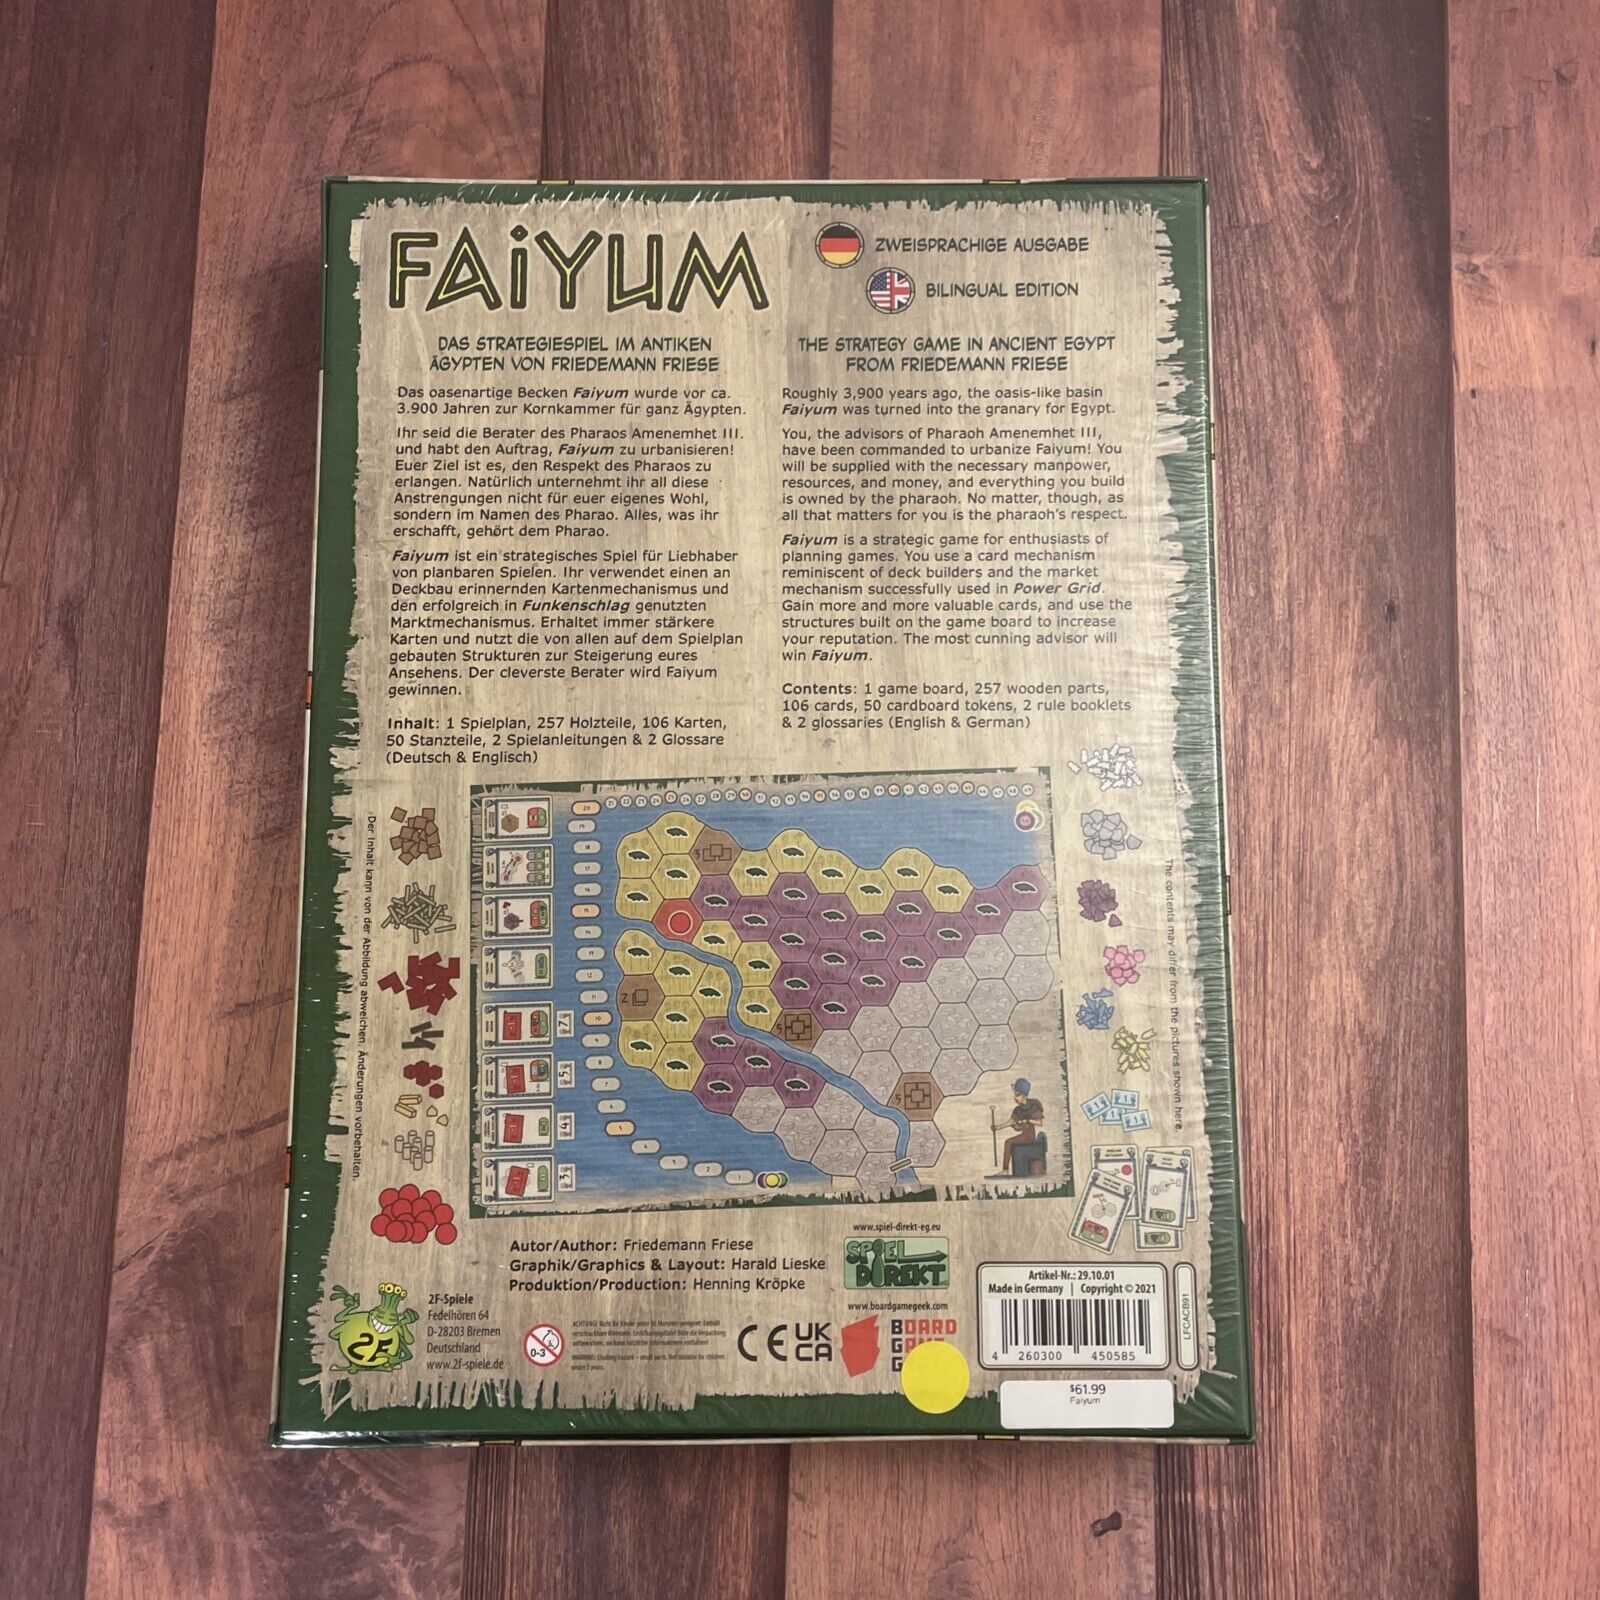 FAIYUM
ZWEISPRACHIGE AUSGABE
BILINGUAL EDITION
DAS STRATEGIESPIEL IM ANTIKEN
ÄGYPTEN VON FRIEDEMANN FRIESE
Das oasenartige Becken Faiyum wurde vor ca.
3.900 Jahren zur Kornkammer für ganz Ägypten.
Ihr seid die Berater des Pharaos Amenemhet III.
und habt den Auftrag, Faiyum zu urbanisieren!
Euer Ziel ist es, den Respekt des Pharaos zu
erlangen. Natürlich unternehmt ihr all diese
Anstrengungen nicht für euer eigenes Wohl,
sondern im Namen des Pharao. Alles, was ihr
erschafft, gehört dem Pharao.
Faiyum ist ein strategisches Spiel für Liebhaber
von planbaren Spielen. Ihr verwendet einen an
Deckbau erinnernden Kartenmechanismus und
den erfolgreich in Funkenschlag genutzten
Marktmechanismus. Erhaltet immer stärkere
Karten und nutzt die von allen auf dem Spielplan
gebauten Strukturen zur Steigerung eures
Ansehens. Der cleverste Berater wird Faiyum
gewinnen.
Inhalt: 1 Spielplan, 257 Holzteile, 106 Karten,
50 Stanzteile, 2 Spielanleitungen & 2 Glossare
(Deutsch & Englisch)
THE STRATEGY GAME IN ANCIENT EGYPT
FROM FRIEDEMANN FRIESE
Roughly 3,900 years ago, the oasis-like basin
Faiyum was turned into the granary for Egypt.
You, the advisors of Pharaoh Amenemhet III,
have been commanded to urbanize Faiyum! You
will be supplied with the necessary manpower,
resources, and money, and everything you build
is owned by the pharaoh. No matter, though, as
all that matters for you is the pharaoh's respect.
Faiyum is a strategic game for enthusiasts of
planning games. You use a card mechanism
reminiscent of deck builders and the market
mechanism successfully used in Power Grid.
Gain more and more valuable cards, and use the
structures built on the game board to increase
your reputation. The most cunning advisor will
win Faiyum.
Contents: 1 game board, 257 wooden parts,
106 cards, 50 cardboard tokens, 2 rule booklets
& 2 glossaries (English & German)
Der Inhalt kann von der Abbildung abweichen. Änderungen vorbehalten.
The contents may differ from the pictures shown here.
Autor/Author: Friedemann Friese
Graphik/Graphics & Layout: Harald Lieske
Produktion/Production: Henning Kröpke
www.spiel-direkt-eg.eu
SPIEL
DIREKT
www.boardgamegeek.com
BOARD
2F
2F-Spiele
Fedelhören 64
D-28203 Bremen
Deutschland
www.2f-spiele.de
0-3
CE UK
CA
Artikel-Nr.: 29.10.01
Made in Germany | Copyright © 2021
4 260300 450585
LFCACB91
$61.99
Faiyum